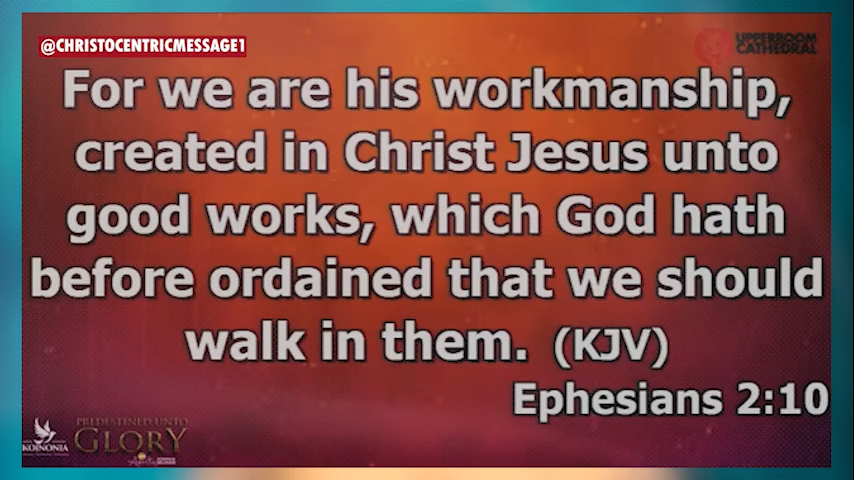 @CHRISTOCENTRICMESSAGE1
UPPERROOM
CATHEDRAL
For we are his workmanship,
created in Christ Jesus unto
good works, which God hath
before ordained that we should
walk in them. (KJV)
Ephesians 2:10
KOINONIA
PREDESTINED UNTO
GLORY